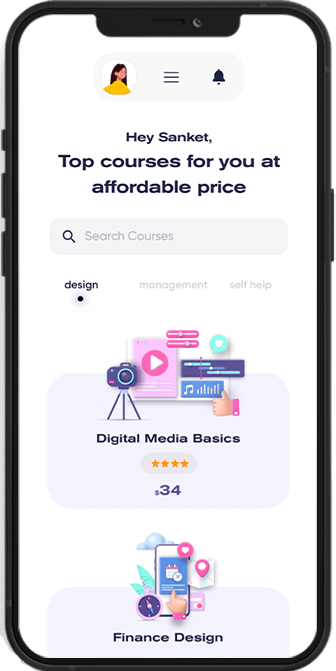 Hey Sanket,
Top courses for you at
affordable price
Search Courses
design management self help
Digital Media Basics
$34
Finance Design